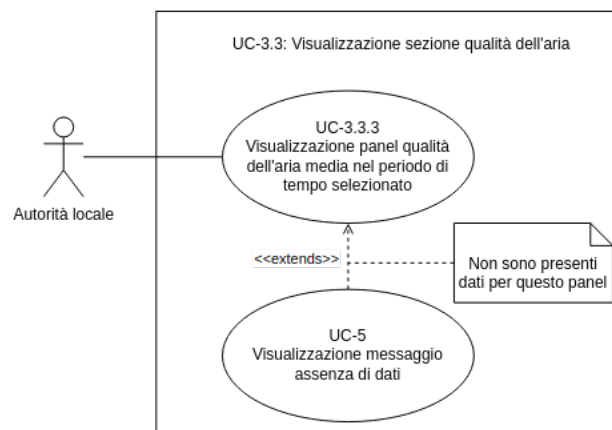 UC-3.3: Visualizzazione sezione qualità dell'aria
UC-3.3.3
Visualizzazione panel qualità
dell'aria media nel periodo di
tempo selezionato
Autorità locale
<<extends>>
Non sono presenti
dati per questo panel
UC-5
Visualizzazione messaggio
assenza di dati